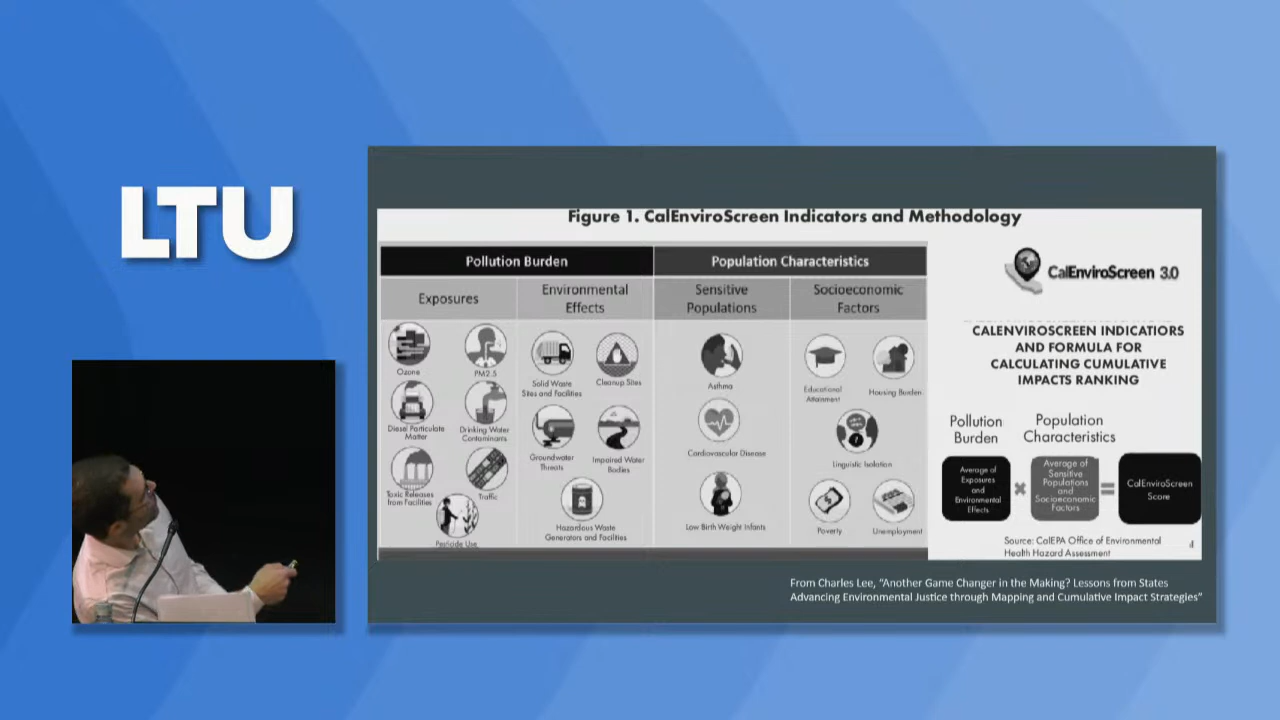 LTU
Figure 1. CalEnviroScreen Indicators and Methodology
Pollution Burden
Population Characteristics
Exposures
Environmental
Effects
Sensitive
Populations
Socioeconomic
Factors
Ozone
PM2.5
Diesel Particulate
Matter
Drinking Water
Contaminants
Toxic Releases
from Facilities
Traffic
Pesticide Use
Solid Waste
Sites and Facilities
Cleanup Sites
Groundwater
Threats
Impaired Water
Bodies
Hazardous Waste
Generators and Facilities
Asthma
Cardiovascular Disease
Low Birth Weight Infants
Educational
Attainment
Housing Burden
Linguistic Isolation
Poverty
Unemployment
CalEnviroScreen 3.0
CALENVIROSCREEN INDICATORS
AND FORMULA FOR
CALCULATING CUMULATIVE
IMPACTS RANKING
Pollution
Burden
Population
Characteristics
Average of
Exposures
and
Environmental
Effects
×
Average of
Sensitive
Populations
and
Socioeconomic
Factors
=
CalEnviroScreen
Score
Source: CalEPA Office of Environmental
Health Hazard Assessment
4
From Charles Lee, "Another Game Changer in the Making? Lessons from States
Advancing Environmental Justice through Mapping and Cumulative Impact Strategies"